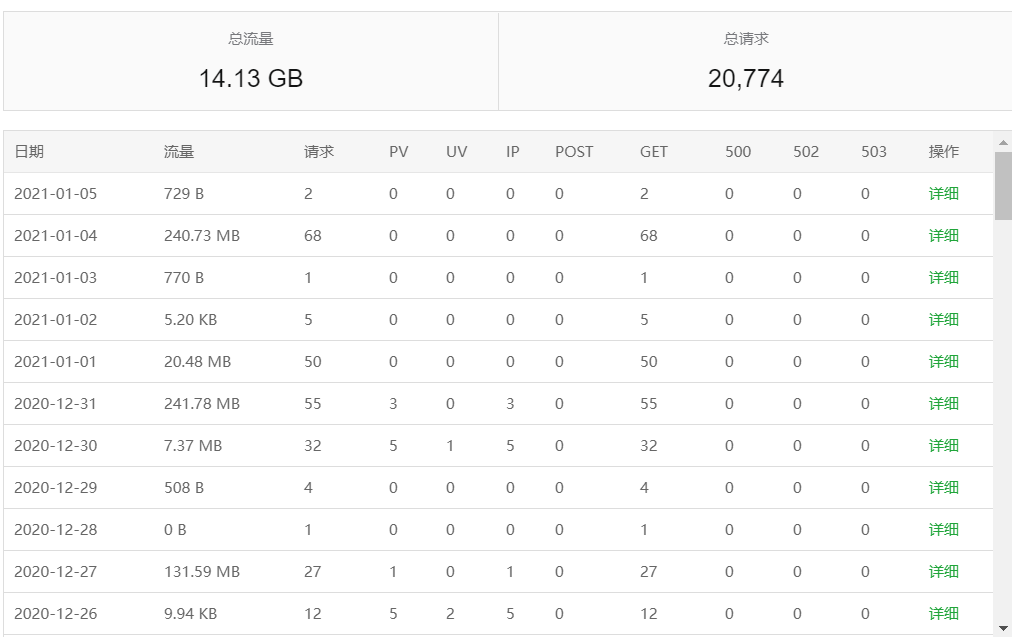 总流量 总请求
14.13 GB 20,774
日期 流量 请求 PV UV IP POST GET 500 502 503 操作
2021-01-05 729 B 2 0 0 0 0 2 0 0 0 详细
2021-01-04 240.73 MB 68 0 0 0 0 68 0 0 0 详细
2021-01-03 770 B 1 0 0 0 0 1 0 0 0 详细
2021-01-02 5.20 KB 5 0 0 0 0 5 0 0 0 详细
2021-01-01 20.48 MB 50 0 0 0 0 50 0 0 0 详细
2020-12-31 241.78 MB 55 3 0 3 0 55 0 0 0 详细
2020-12-30 7.37 MB 32 5 1 5 0 32 0 0 0 详细
2020-12-29 508 B 4 0 0 0 0 4 0 0 0 详细
2020-12-28 0 B 1 0 0 0 0 1 0 0 0 详细
2020-12-27 131.59 MB 27 1 0 1 0 27 0 0 0 详细
2020-12-26 9.94 KB 12 5 2 5 0 12 0 0 0 详细